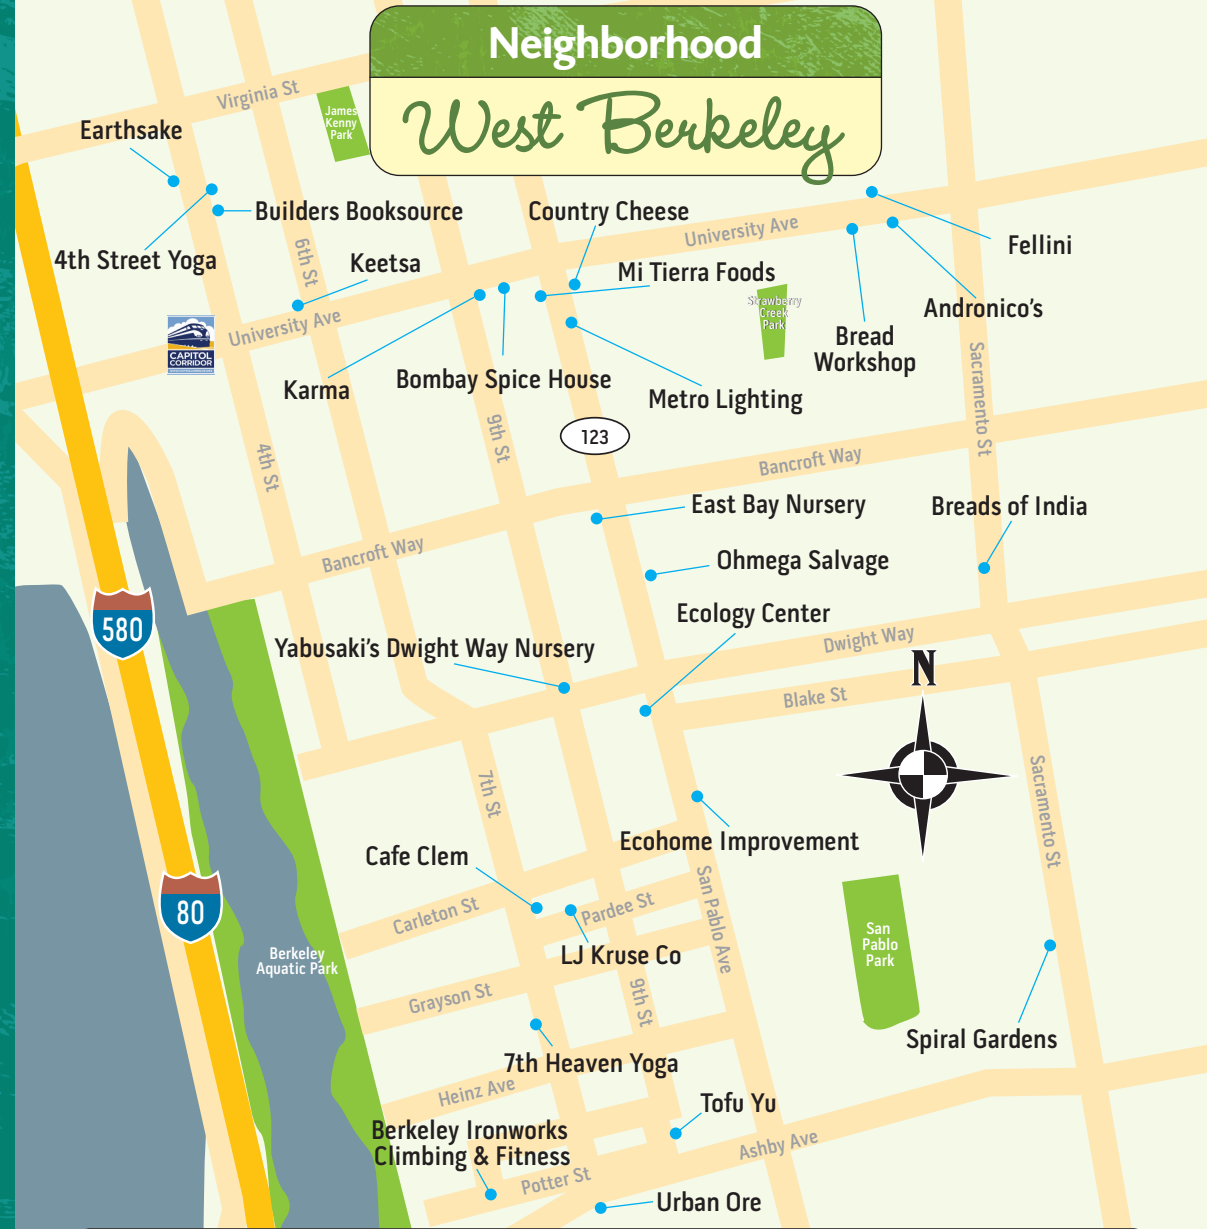 Neighborhood
West Berkeley
Virginia St
James
Kenny
Park
Earthsake
Builders Booksource
Country Cheese
University Ave
Fellini
4th Street Yoga
6th St
Keetsa
Mi Tierra Foods
Strawberry
Creek
Park
Andronico's
University Ave
CAPITOL
CORRIDOR
Bread
Workshop
Karma
Bombay Spice House
Metro Lighting
Sacramento St
123
9th St
4th St
Bancroft Way
East Bay Nursery
Breads of India
Bancroft Way
Ohmega Salvage
580
Ecology Center
Yabusaki's Dwight Way Nursery
Dwight Way
N
Blake St
7th St
Sacramento St
Ecohome Improvement
Cafe Clem
80
Carleton St
Pardee St
San Pablo Ave
San
Pablo
Park
Berkeley
Aquatic Park
LJ Kruse Co
Grayson St
9th St
Spiral Gardens
7th Heaven Yoga
Heinz Ave
Tofu Yu
Berkeley Ironworks
Climbing & Fitness
Ashby Ave
Potter St
Urban Ore